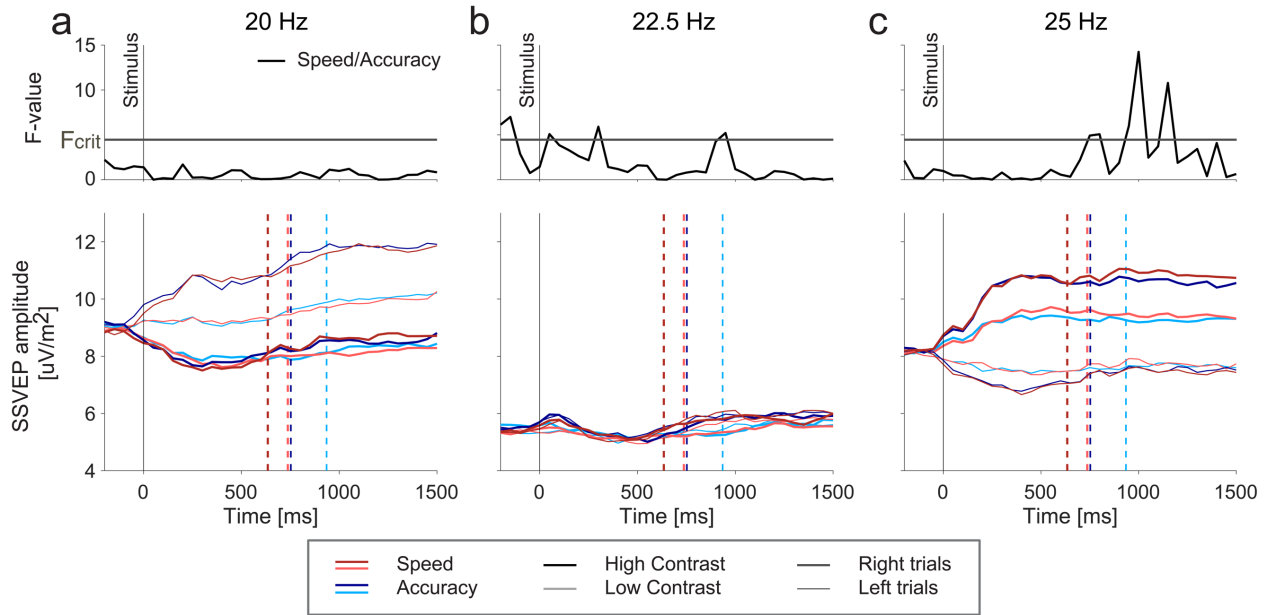 a 20 Hz
b 22.5 Hz
c 25 Hz
15
10
0
F-value
Fcrit
Stimulus
Speed/Accuracy
Stimulus
Stimulus
12
10
8
6
4
SSVEP amplitude
[uV/m2]
0 500 1000 1500
0 500 1000 1500
0 500 1000 1500
Time [ms]
Time [ms]
Time [ms]
Speed High Contrast Right trials
Accuracy Low Contrast Left trials